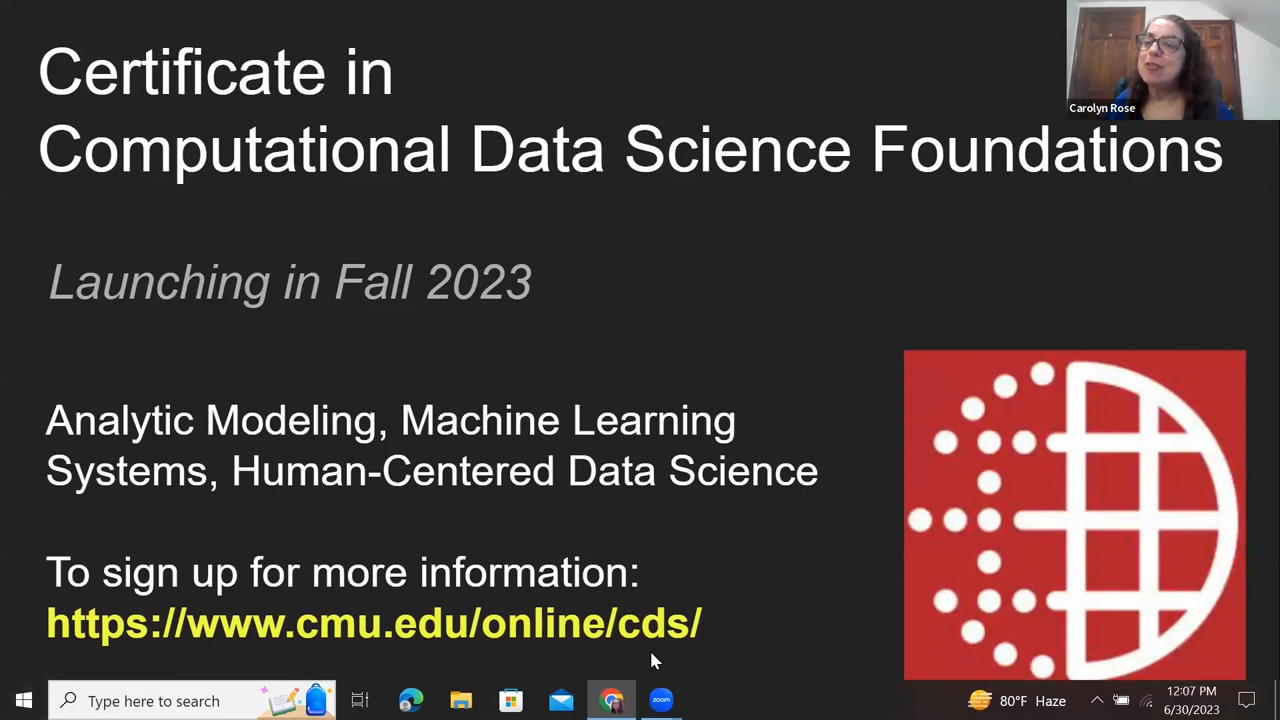 Certificate in
Computational Data Science Foundations
Carolyn Rose
Launching in Fall 2023
Analytic Modeling, Machine Learning
Systems, Human-Centered Data Science
To sign up for more information:
https://www.cmu.edu/online/cds/
Type here to search
zoom
80°F Haze
12:07 PM
6/30/2023